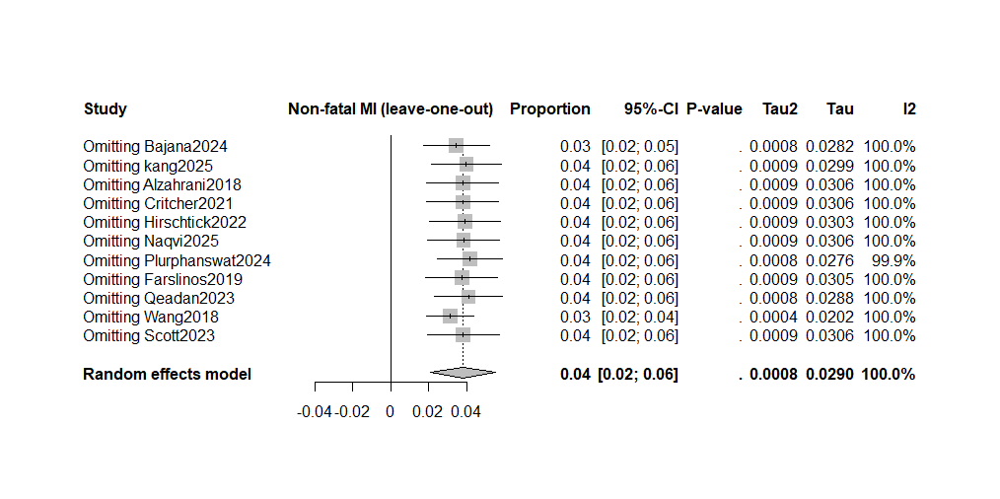 Study Non-fatal MI (leave-one-out) Proportion 95%-CI P-value Tau2 Tau I2
Omitting Bajana2024 0.03 [0.02; 0.05] . 0.0008 0.0282 100.0%
Omitting kang2025 0.04 [0.02; 0.06] . 0.0009 0.0299 100.0%
Omitting Alzahrani2018 0.04 [0.02; 0.06] . 0.0009 0.0306 100.0%
Omitting Critcher2021 0.04 [0.02; 0.06] . 0.0009 0.0306 100.0%
Omitting Hirschtick2022 0.04 [0.02; 0.06] . 0.0009 0.0303 100.0%
Omitting Naqvi2025 0.04 [0.02; 0.06] . 0.0009 0.0306 100.0%
Omitting Plurphanswat2024 0.04 [0.02; 0.06] . 0.0008 0.0276 99.9%
Omitting Farslinos2019 0.04 [0.02; 0.06] . 0.0009 0.0305 100.0%
Omitting Qeadan2023 0.04 [0.02; 0.06] . 0.0008 0.0288 100.0%
Omitting Wang2018 0.03 [0.02; 0.04] . 0.0004 0.0202 100.0%
Omitting Scott2023 0.04 [0.02; 0.06] . 0.0009 0.0306 100.0%
Random effects model 0.04 [0.02; 0.06] . 0.0008 0.0290 100.0%
-0.04 -0.02 0 0.02 0.04